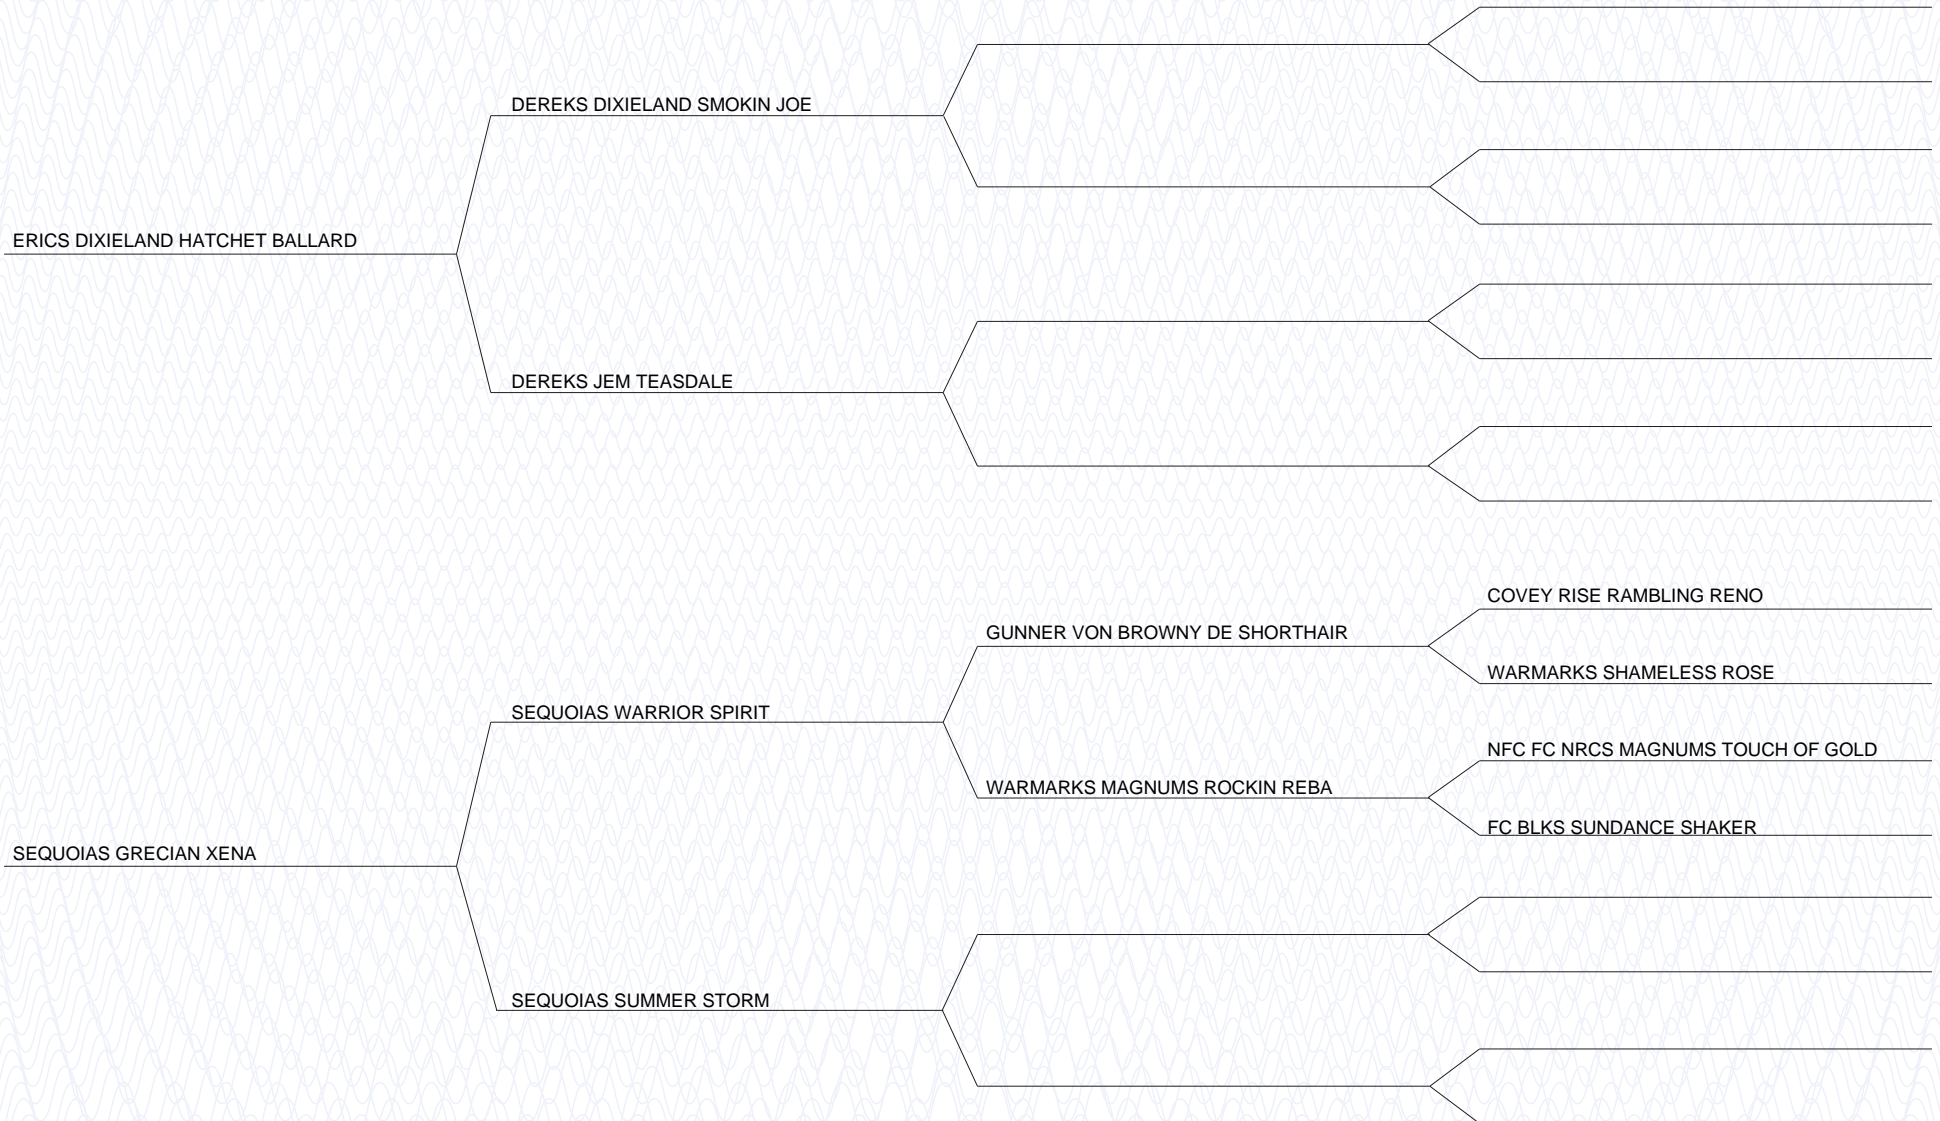 DEREKS DIXIELAND SMOKIN JOE
ERICS DIXIELAND HATCHET BALLARD
DEREKS JEM TEASDALE
COVEY RISE RAMBLING RENO
GUNNER VON BROWNY DE SHORTHAIR
WARMARKS SHAMELESS ROSE
SEQUOIAS WARRIOR SPIRIT
NFC FC NRCS MAGNUMS TOUCH OF GOLD
WARMARKS MAGNUMS ROCKIN REBA
FC BLKS SUNDANCE SHAKER
SEQUOIAS GRECIAN XENA
SEQUOIAS SUMMER STORM